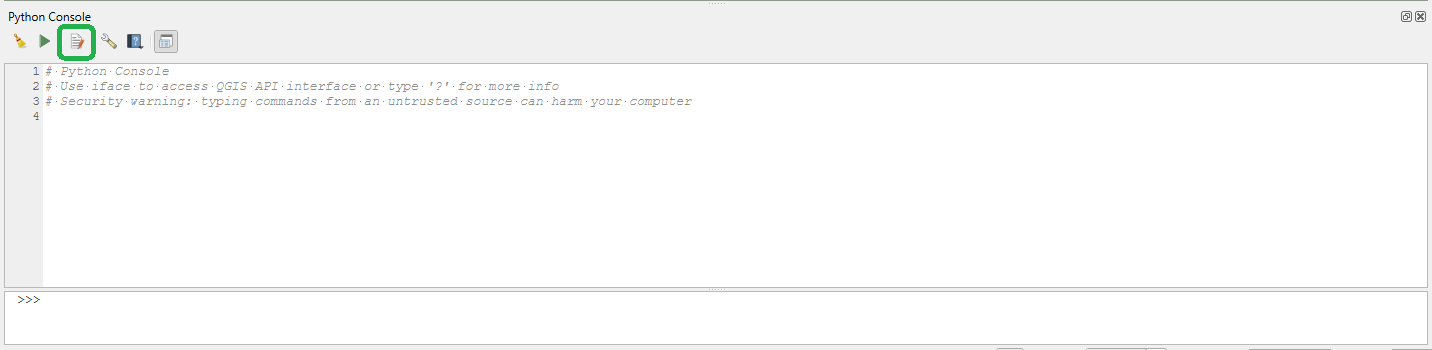 Python Console
1 # Python Console
2 # Use iface to access QGIS API interface or type '?' for more info
3 # Security warning: typing commands from an untrusted source can harm your computer
4
>>>